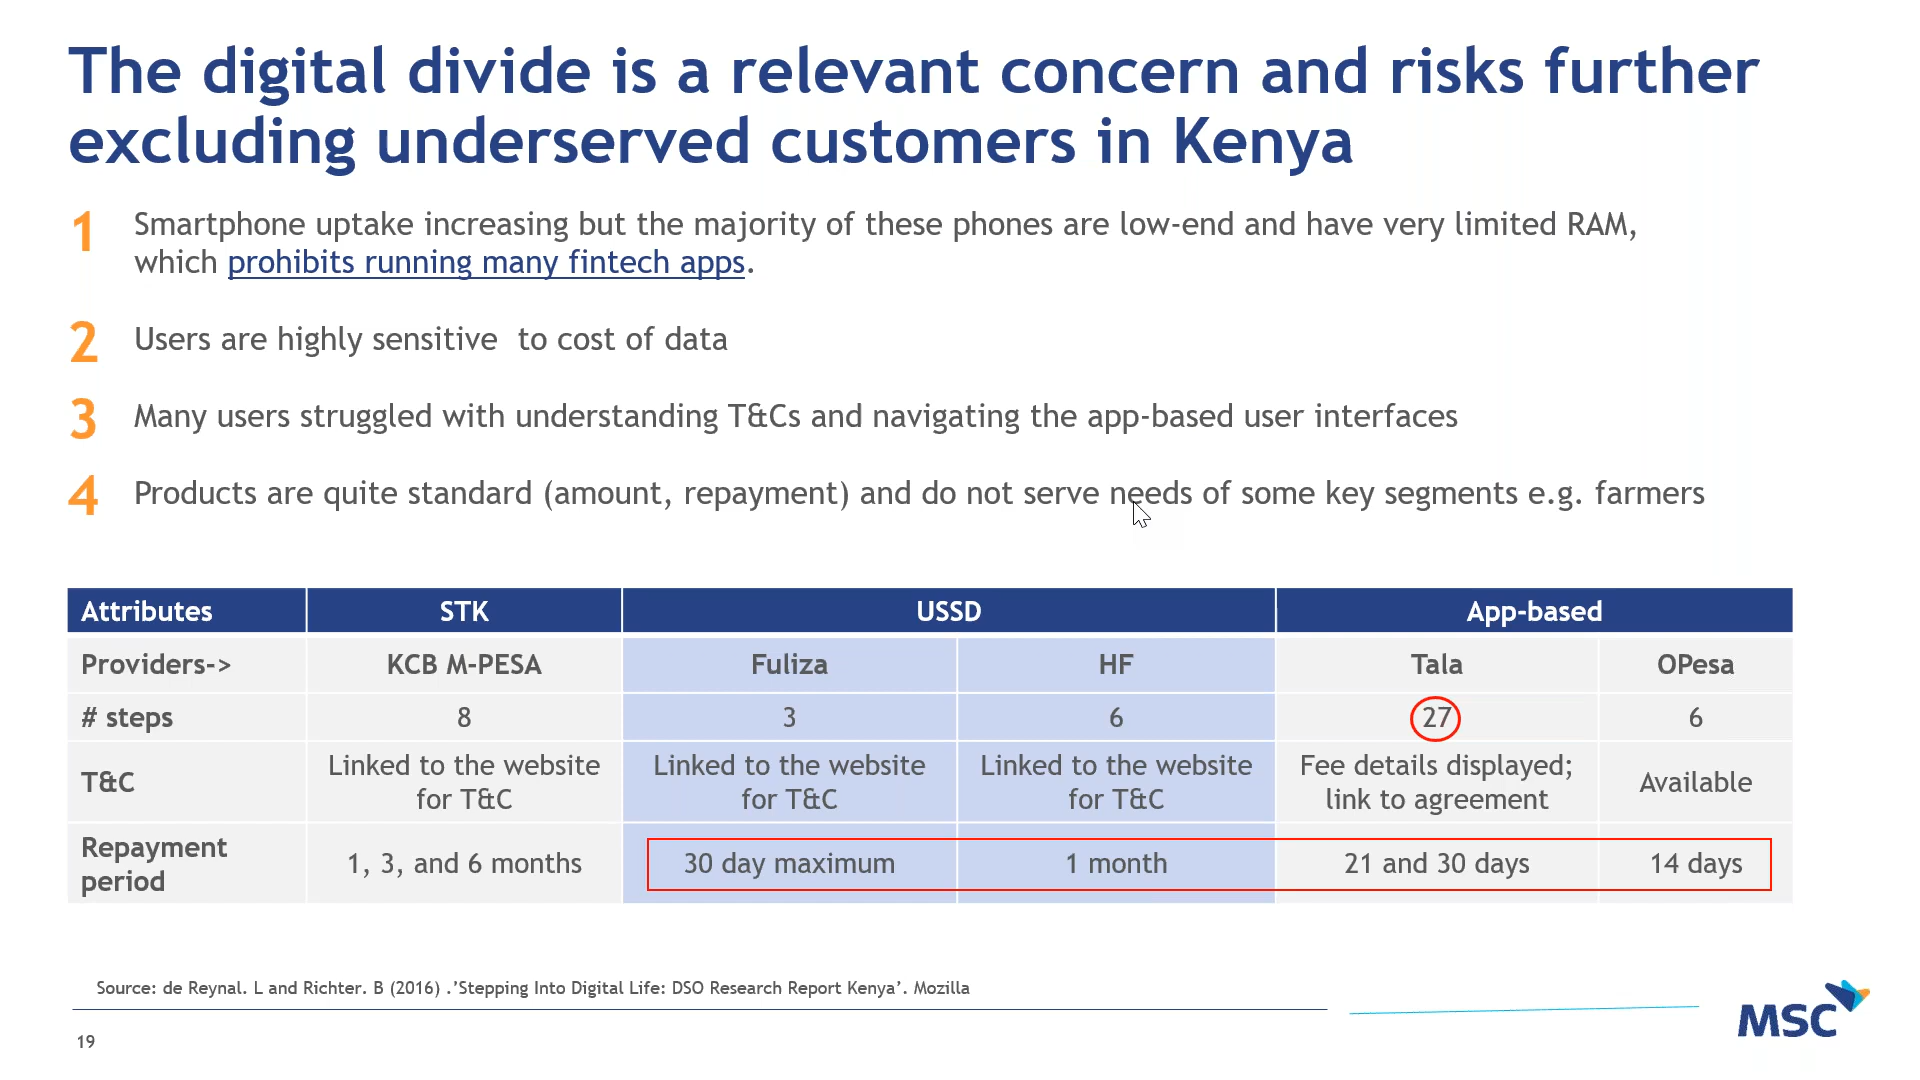 The digital divide is a relevant concern and risks further
excluding underserved customers in Kenya
1 Smartphone uptake increasing but the majority of these phones are low-end and have very limited RAM,
which prohibits running many fintech apps.
2 Users are highly sensitive  to cost of data
3 Many users struggled with understanding T&Cs and navigating the app-based user interfaces
4 Products are quite standard (amount, repayment) and do not serve needs of some key segments e.g. farmers
Attributes STK USSD App-based
Providers-> KCB M-PESA Fuliza HF Tala OPesa
# steps 8 3 6 27 6
T&C Linked to the website for T&C Linked to the website for T&C Linked to the website for T&C Fee details displayed; link to agreement Available
Repayment period 1, 3, and 6 months 30 day maximum 1 month 21 and 30 days 14 days
Source: de Reynal. L and Richter. B (2016) .’Stepping Into Digital Life: DSO Research Report Kenya’. Mozilla
19
MSC